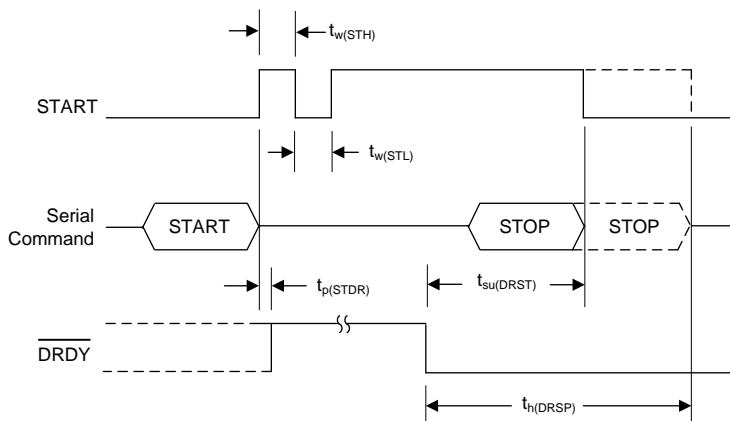 tw(STH)
START
tw(STL)
Serial
Command
START
STOP
STOP
tp(STDR)
tsu(DRST)
DRDY
th(DRSP)